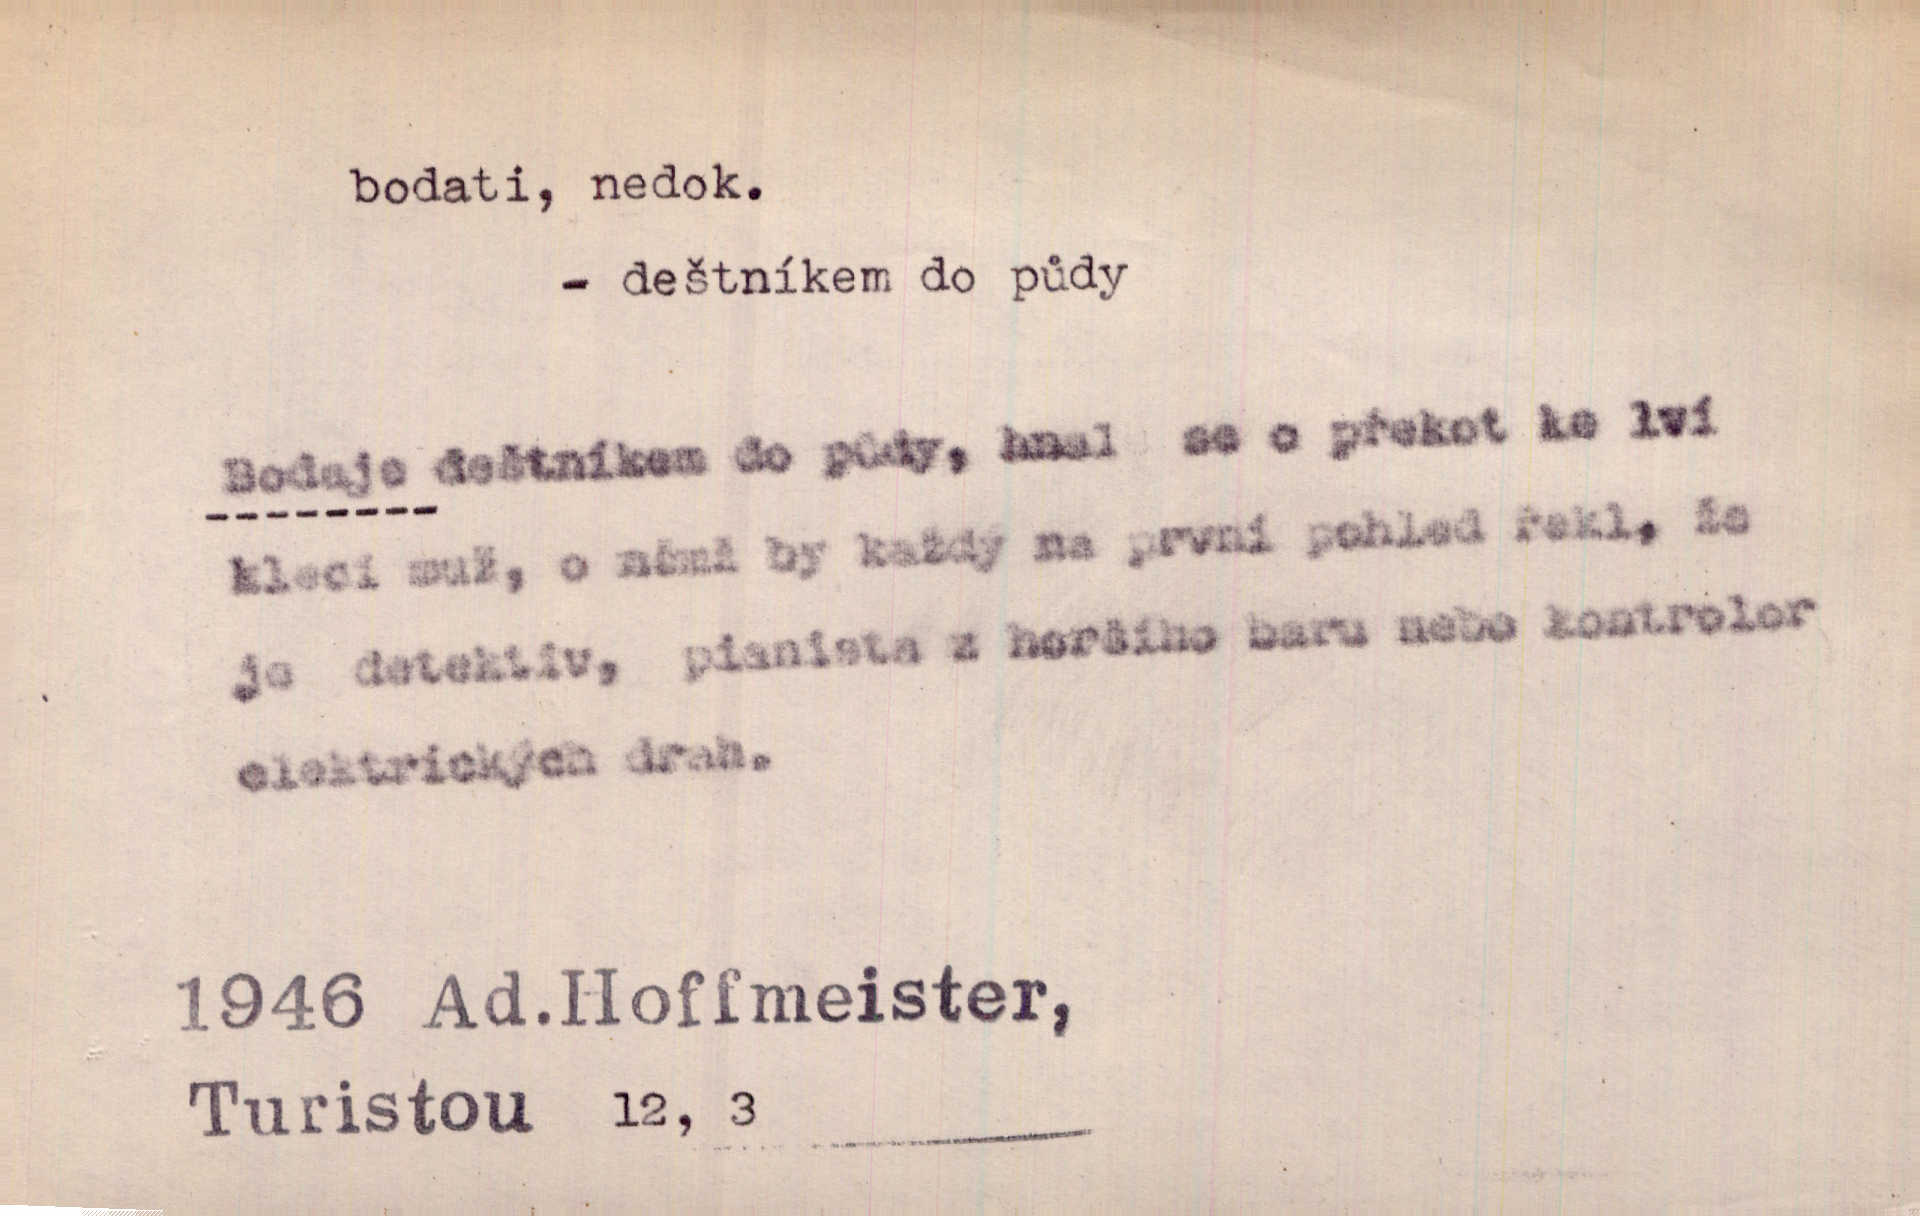 bodati, nedok.
- deštníkem do půdy
Bodaje deštníkem do půdy, hnal se o překot ke lví
kleci muž, o němž by každý na první pohled řekl, že
je detektiv, pianista z horšího baru nebo kontrolor
elektrických drah.
1946 Ad.Hoffmeister,
Turistou 12, 3